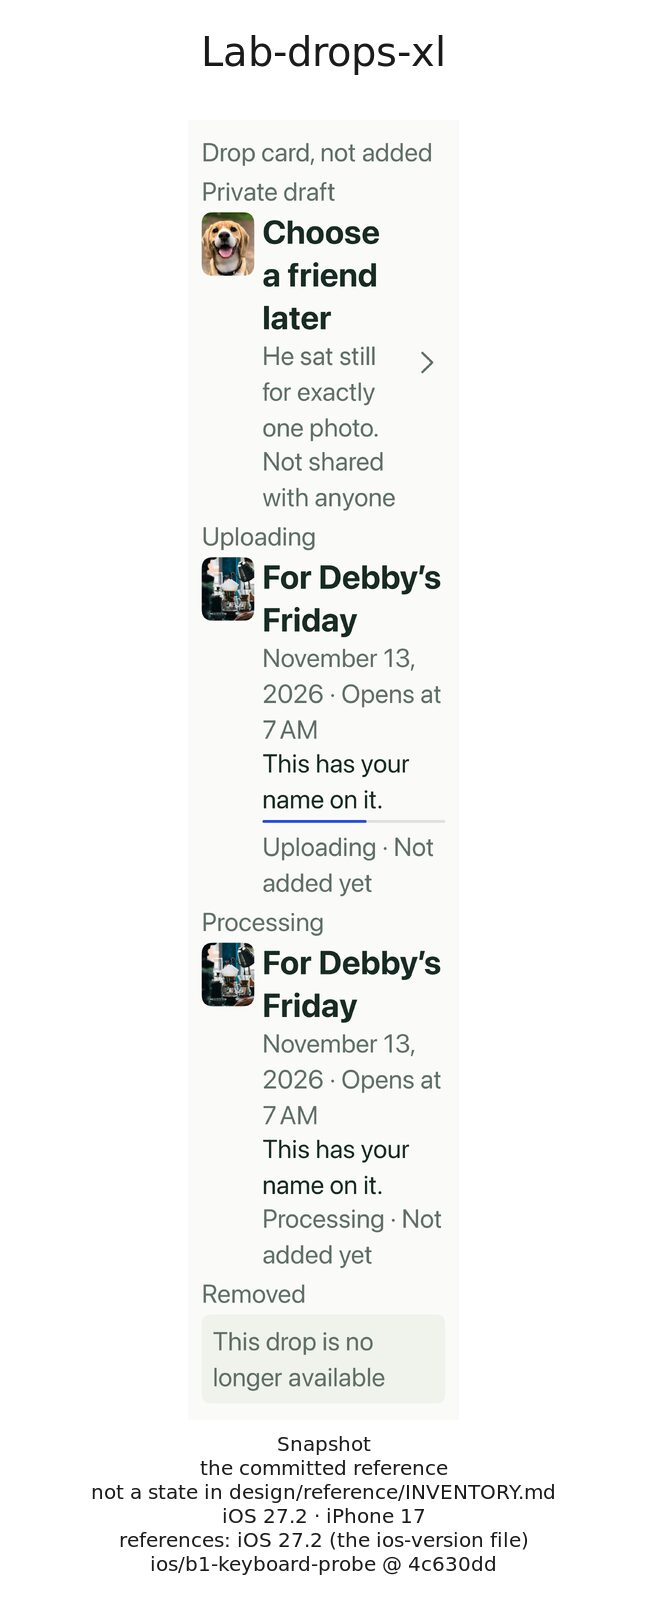 Lab-drops-xl
Drop card, not added
Private draft
Choose
a friend
later
He sat still
for exactly
one photo.
Not shared
with anyone
Uploading
For Debby’s
Friday
November 13,
2026 · Opens at
7 AM
This has your
name on it.
Uploading · Not
added yet
Processing
For Debby’s
Friday
November 13,
2026 · Opens at
7 AM
This has your
name on it.
Processing · Not
added yet
Removed
This drop is no
longer available
Snapshot
the committed reference
not a state in design/reference/INVENTORY.md
iOS 27.2 · iPhone 17
references: iOS 27.2 (the ios-version file)
ios/b1-keyboard-probe @ 4c630dd